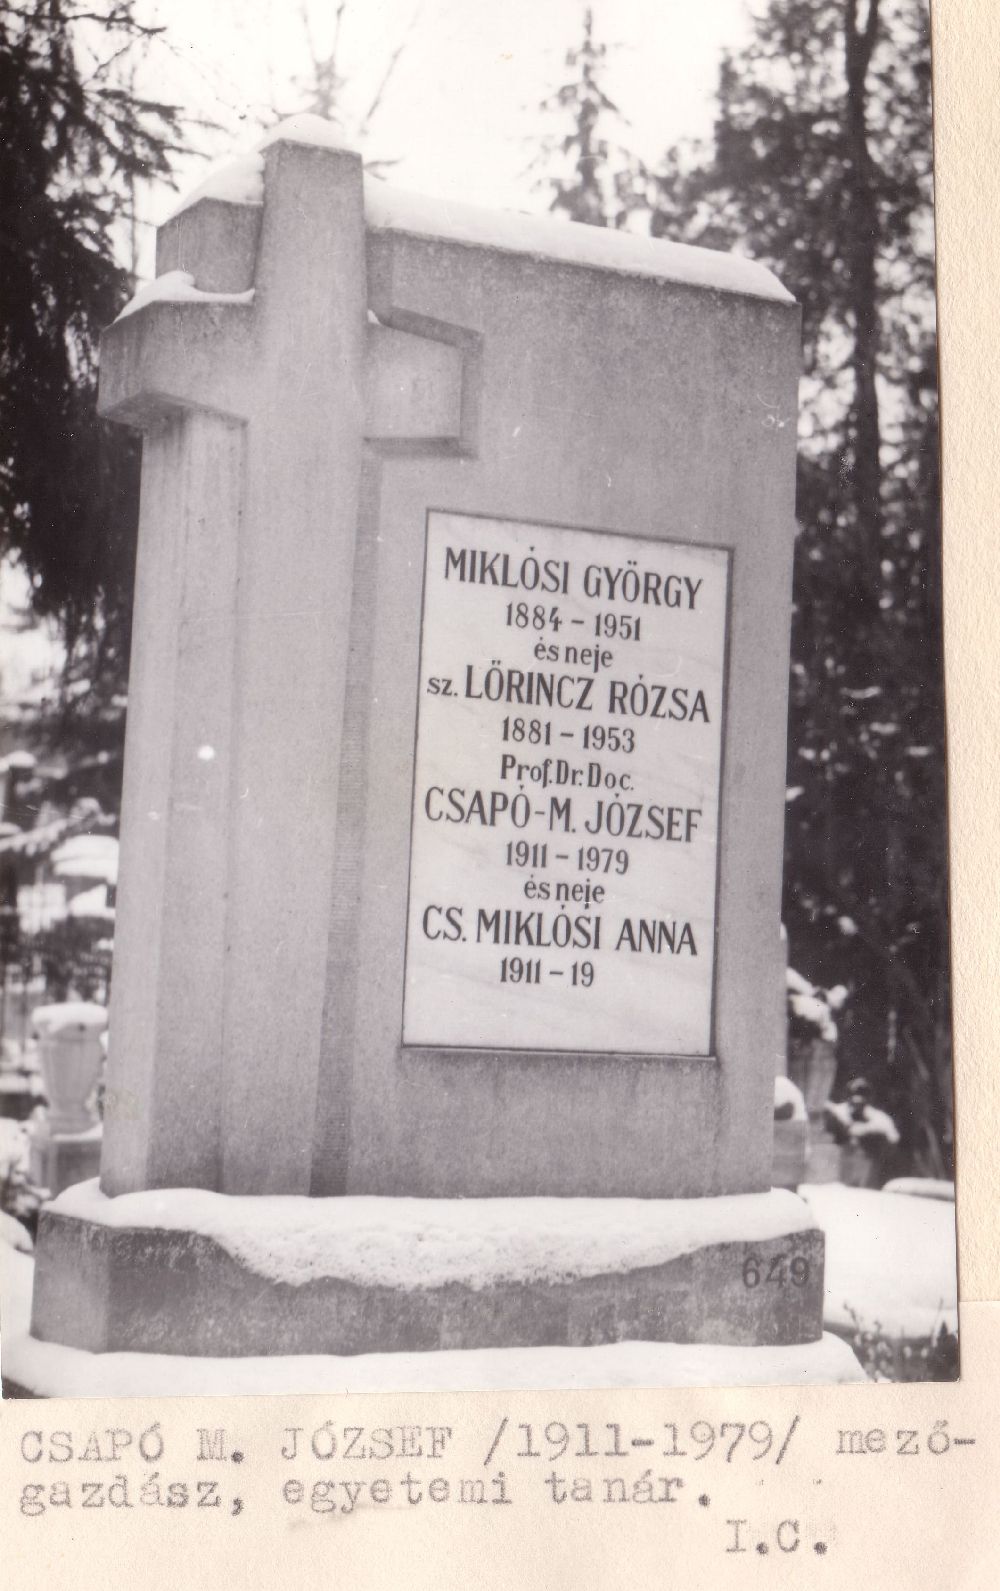 MIKLÓSI GYÖRGY
1884 – 1951
és neje
SZ. LŐRINCZ RÓZSA
1881 – 1953
Prof. Dr. Doc.
CSAPÓ-M. JÓZSEF
1911 – 1979
és neje
CS. MIKLÓSI ANNA
1911 – 19
649
CSAPÓ M. JÓZSEF /1911-1979/ mező-
gazdász, egyetemi tanár.
I.C.